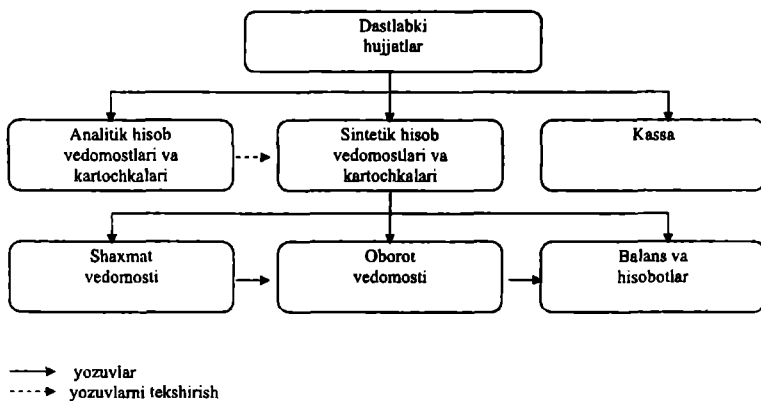 Dastlabki
hujjatlar
Analitik hisob
vedomostlari va
kartochkalari
Sintetik hisob
vedomostlari va
kartochkalari
Kassa
Shaxmat
vedomosti
Oborot
vedomosti
Balans va
hisobotlar
yozuvlar
yozuvlarni tekshirish